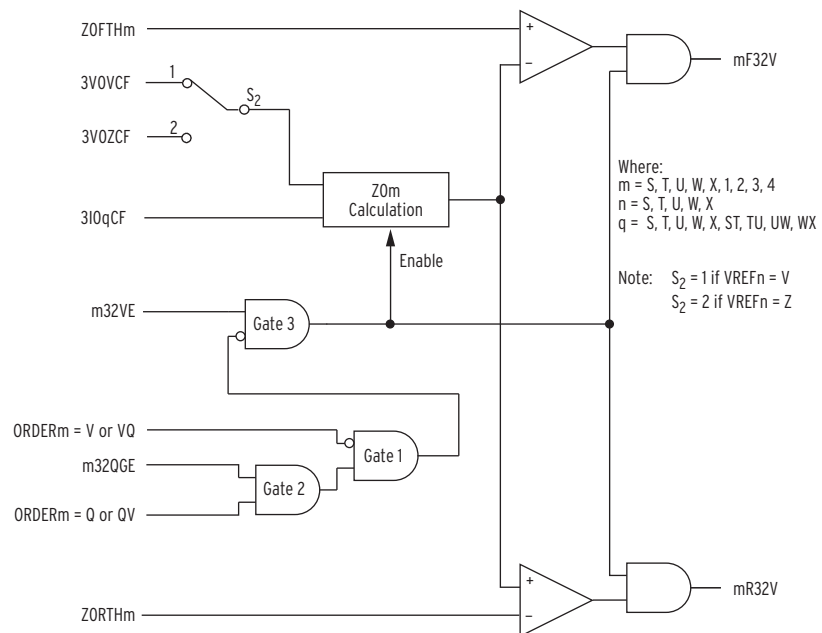 Z0FTHm
mF32V
3V0VCF
1
S2
3V0ZCF
2
Z0m
Calculation
3I0qCF
Where:
m = S, T, U, W, X, 1, 2, 3, 4
n = S, T, U, W, X
q = S, T, U, W, X, ST, TU, UW, WX
Note: S2 = 1 if VREFn = V
S2 = 2 if VREFn = Z
Enable
m32VE
Gate 3
ORDERm = V or VQ
Gate 1
m32QGE
Gate 2
ORDERm = Q or QV
mR32V
Z0RTHm
+
−
+
−